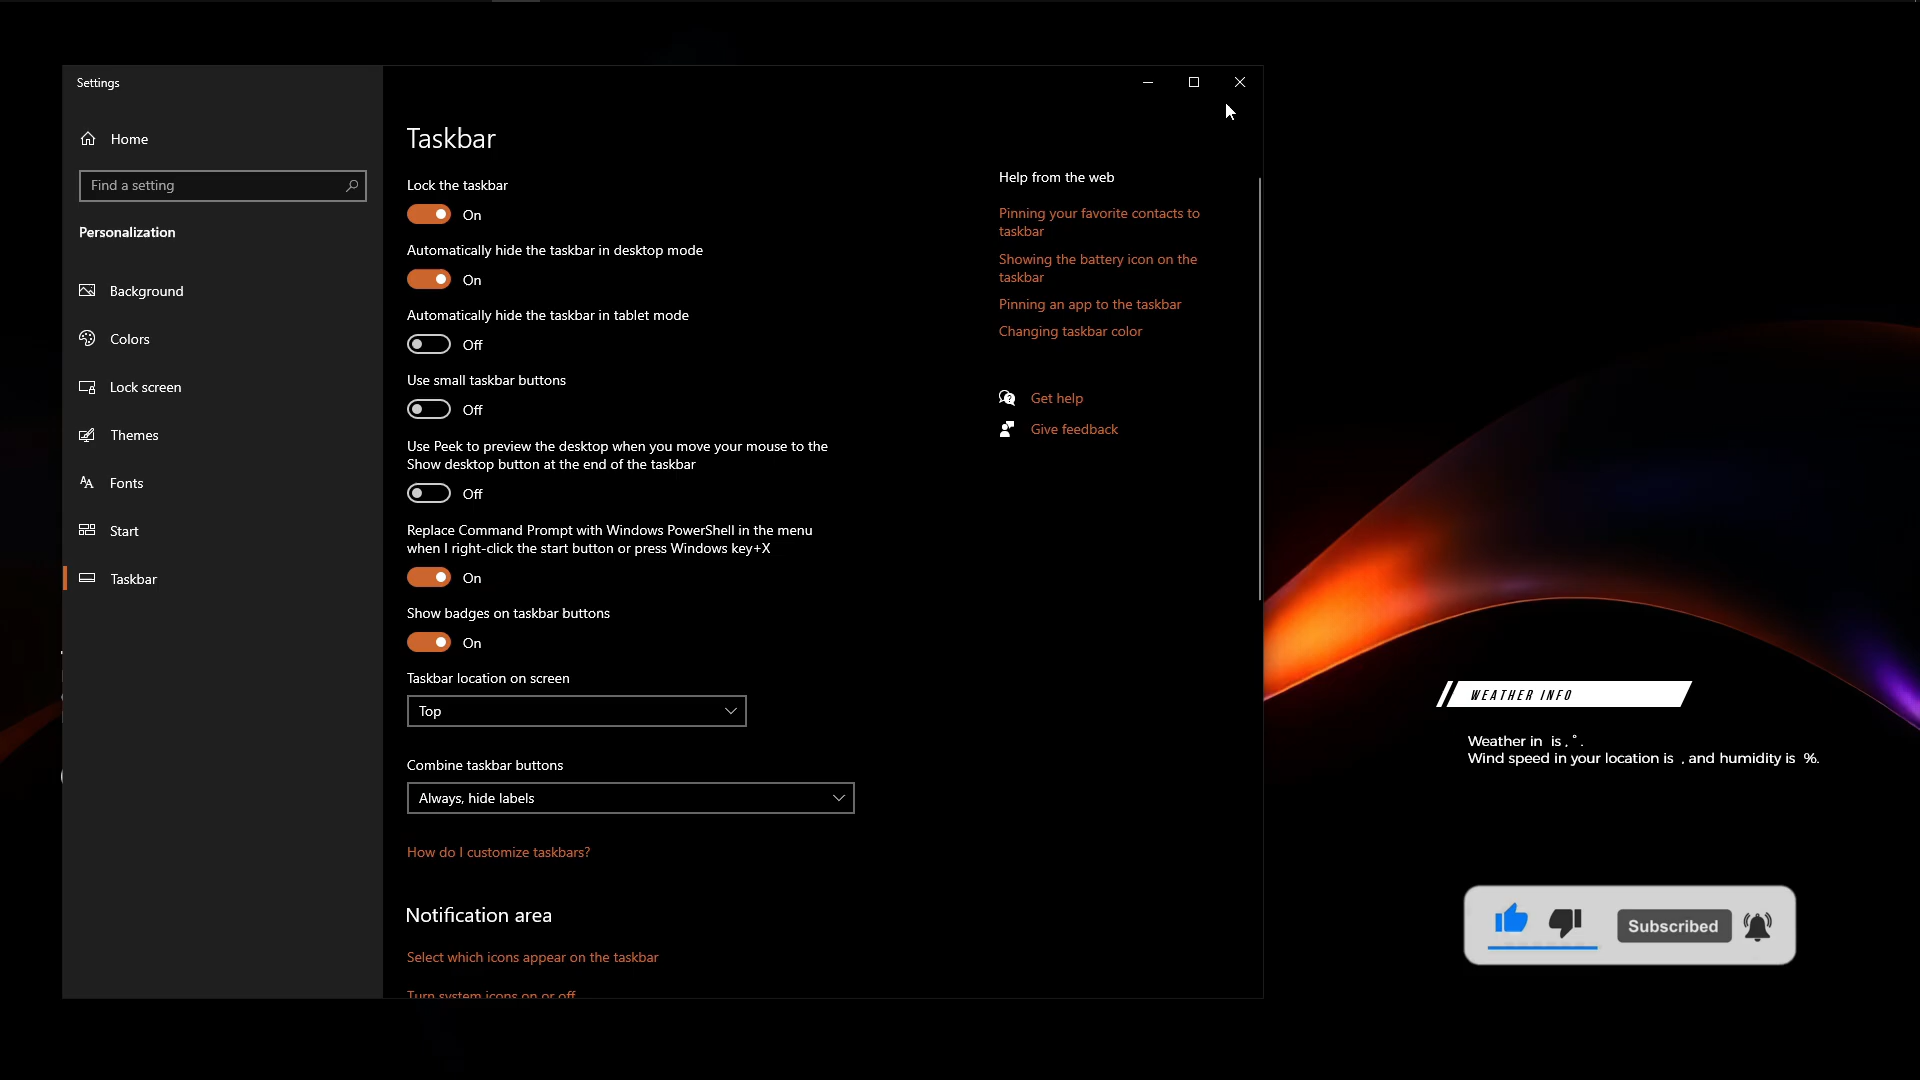 Settings
Home
Find a setting
Personalization
Background
Colors
Lock screen
Themes
Fonts
Start
Taskbar
Taskbar
Lock the taskbar
On
Automatically hide the taskbar in desktop mode
On
Automatically hide the taskbar in tablet mode
Off
Use small taskbar buttons
Off
Use Peek to preview the desktop when you move your mouse to the
Show desktop button at the end of the taskbar
Off
Replace Command Prompt with Windows PowerShell in the menu
when I right-click the start button or press Windows key+X
On
Show badges on taskbar buttons
On
Taskbar location on screen
Top
Combine taskbar buttons
Always, hide labels
How do I customize taskbars?
Notification area
Select which icons appear on the taskbar
Turn system icons on or off
Help from the web
Pinning your favorite contacts to
taskbar
Showing the battery icon on the
taskbar
Pinning an app to the taskbar
Changing taskbar color
Get help
Give feedback
WEATHER INFO
Weather in is , ° .
Wind speed in your location is , and humidity is %.
Subscribed